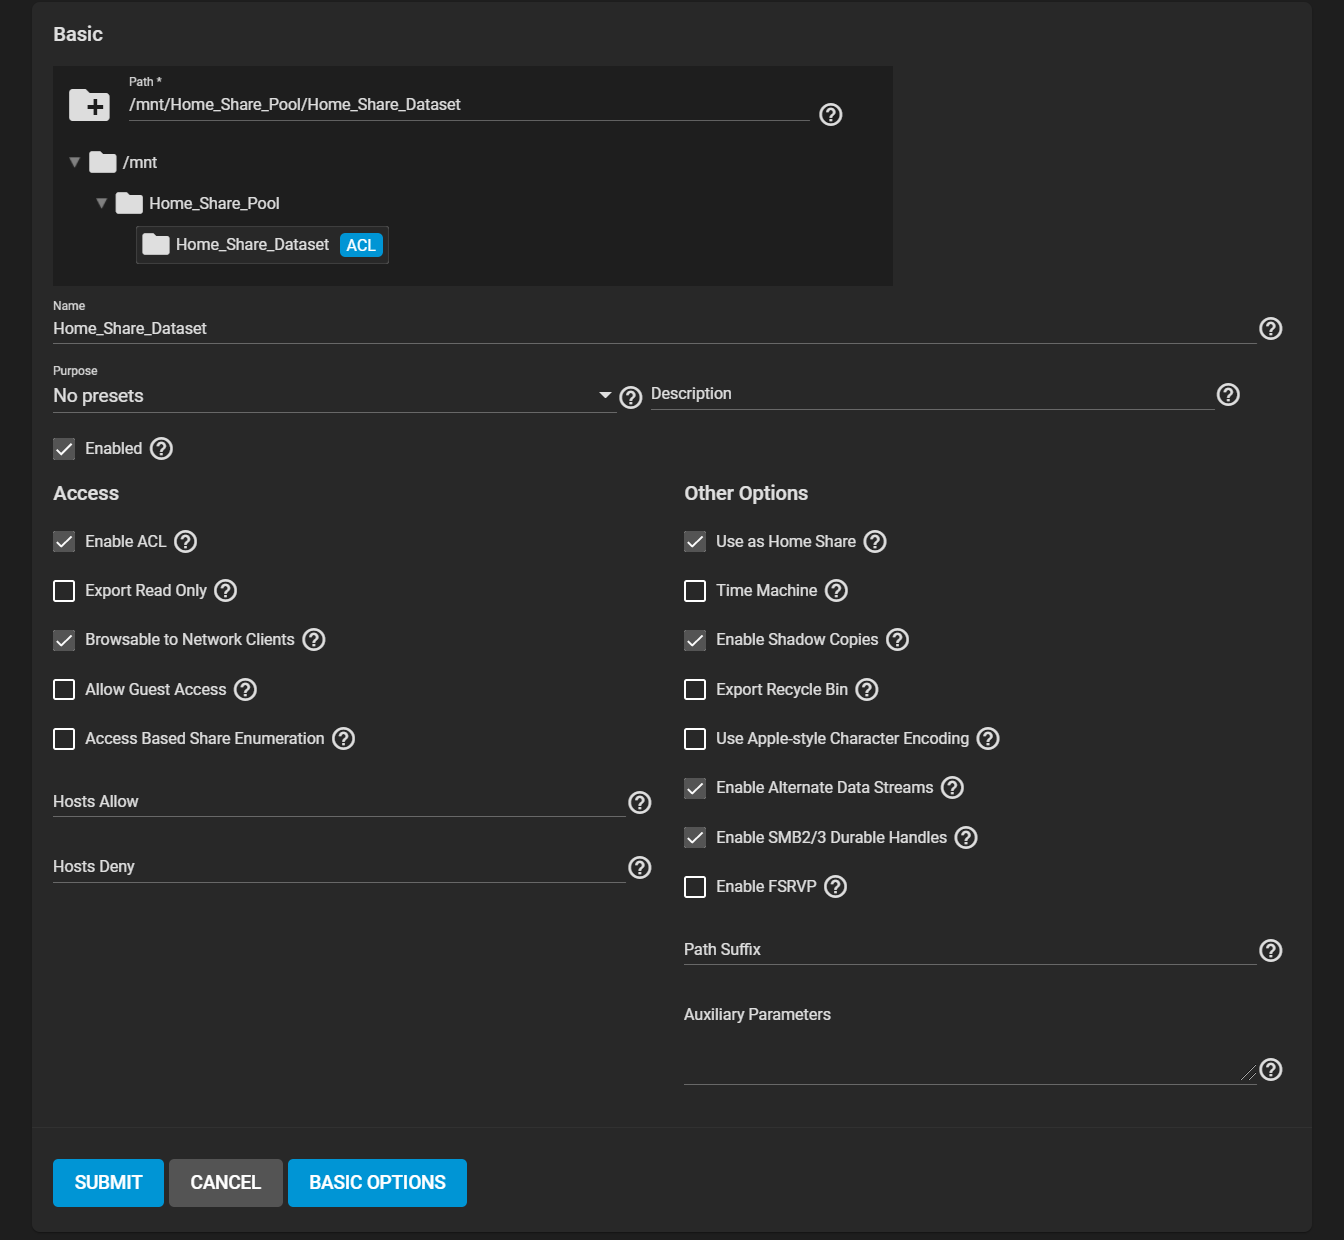 Basic
Path *
/mnt/Home_Share_Pool/Home_Share_Dataset
/mnt
Home_Share_Pool
Home_Share_Dataset ACL
Name
Home_Share_Dataset
Purpose
No presets
Description
Enabled
Access
Enable ACL
Export Read Only
Browsable to Network Clients
Allow Guest Access
Access Based Share Enumeration
Hosts Allow
Hosts Deny
Other Options
Use as Home Share
Time Machine
Enable Shadow Copies
Export Recycle Bin
Use Apple-style Character Encoding
Enable Alternate Data Streams
Enable SMB2/3 Durable Handles
Enable FSRVP
Path Suffix
Auxiliary Parameters
SUBMIT CANCEL BASIC OPTIONS